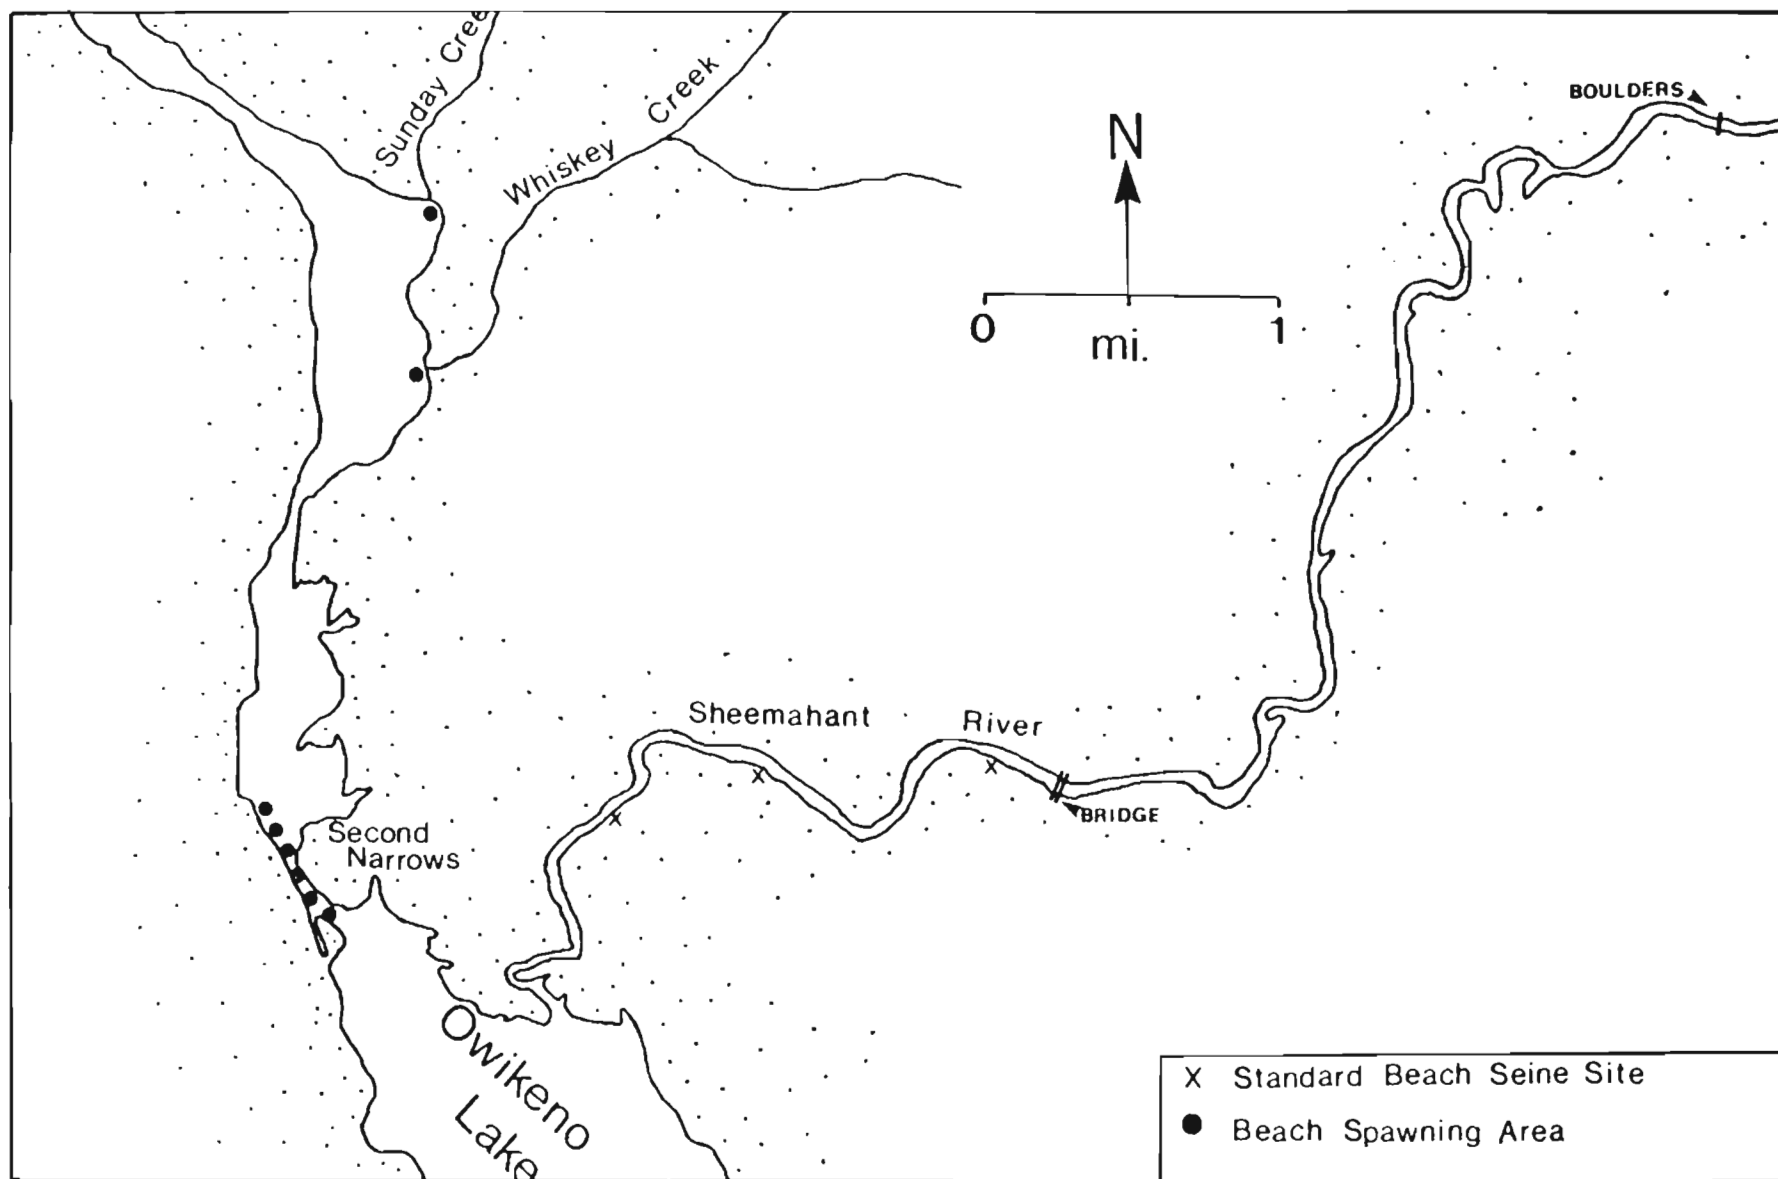 Sunday Cree
Whiskey Creek
BOULDERS
N
0 1
mi.
Sheemahant River
BRIDGE
Second
Narrows
Owikeno
Lake
X Standard Beach Seine Site
● Beach Spawning Area